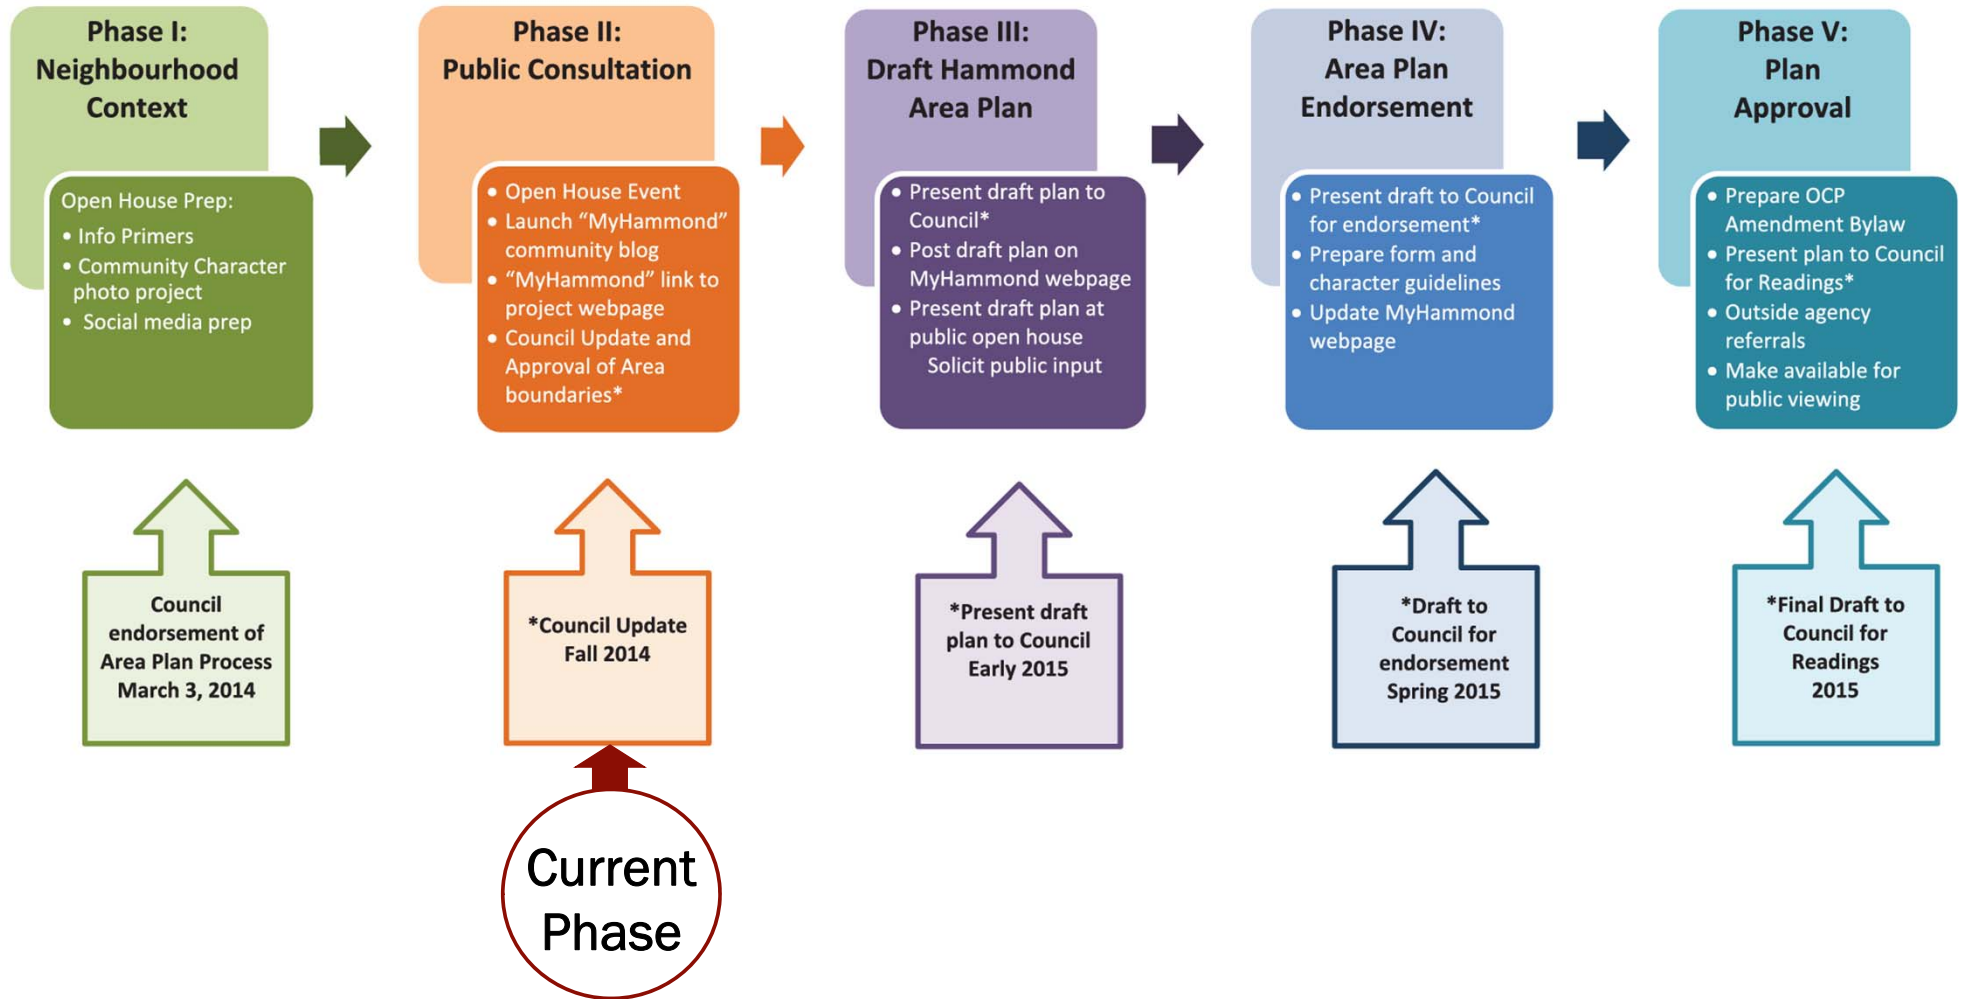 Phase I:
Neighbourhood
Context
Open House Prep:
• Info Primers
• Community Character
photo project
• Social media prep
Phase II:
Public Consultation
• Open House Event
• Launch “MyHammond”
community blog
• “MyHammond” link to
project webpage
• Council Update and
Approval of Area
boundaries*
Phase III:
Draft Hammond
Area Plan
• Present draft plan to
Council*
• Post draft plan on
MyHammond webpage
• Present draft plan at
public open house
Solicit public input
Phase IV:
Area Plan
Endorsement
• Present draft to Council
for endorsement*
• Prepare form and
character guidelines
• Update MyHammond
webpage
Phase V:
Plan
Approval
• Prepare OCP
Amendment Bylaw
• Present plan to Council
for Readings*
• Outside agency
referrals
• Make available for
public viewing
Council
endorsement of
Area Plan Process
March 3, 2014
*Council Update
Fall 2014
*Present draft
plan to Council
Early 2015
*Draft to
Council for
endorsement
Spring 2015
*Final Draft to
Council for
Readings
2015
Current
Phase